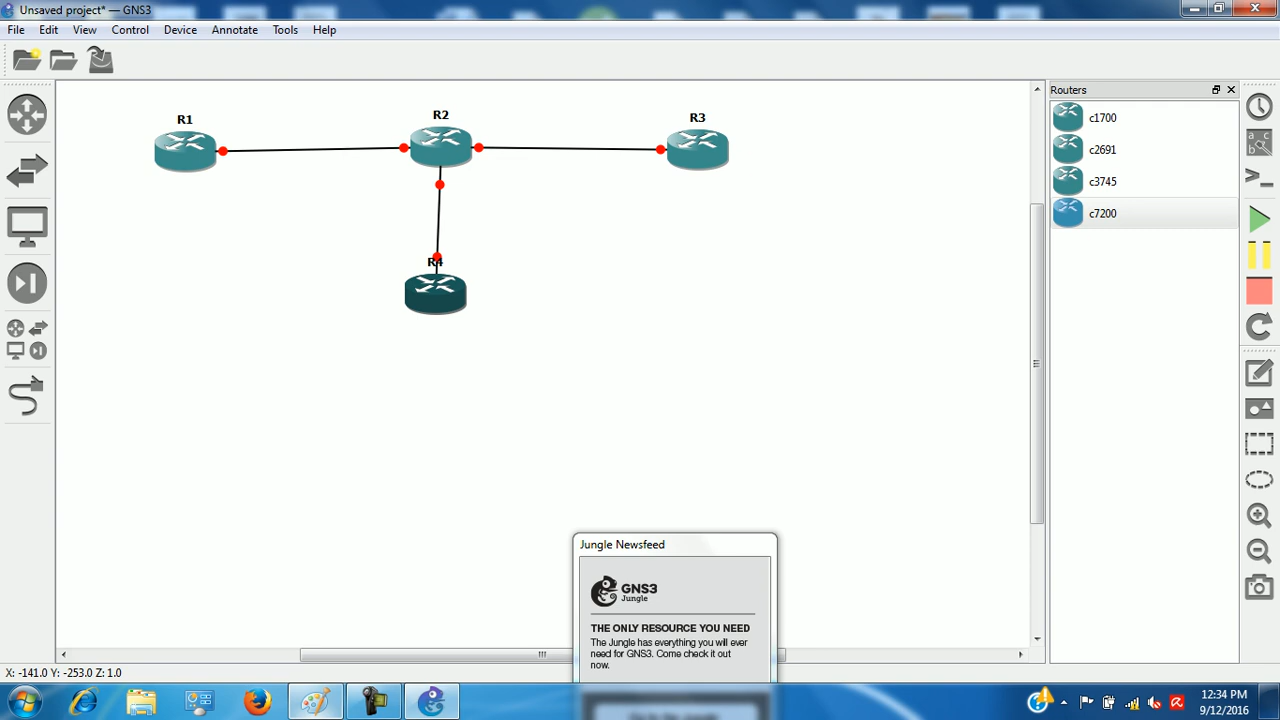 Unsaved project* — GNS3
File Edit View Control Device Annotate Tools Help
Routers
c1700
c2691
c3745
c7200
R1
R2
R3
R4
a c
b
>_
Jungle Newsfeed
GNS3
Jungle
THE ONLY RESOURCE YOU NEED
The Jungle has everything you will ever
need for GNS3. Come check it out
now.
X: -141.0 Y: -253.0 Z: 1.0
12:34 PM
9/12/2016